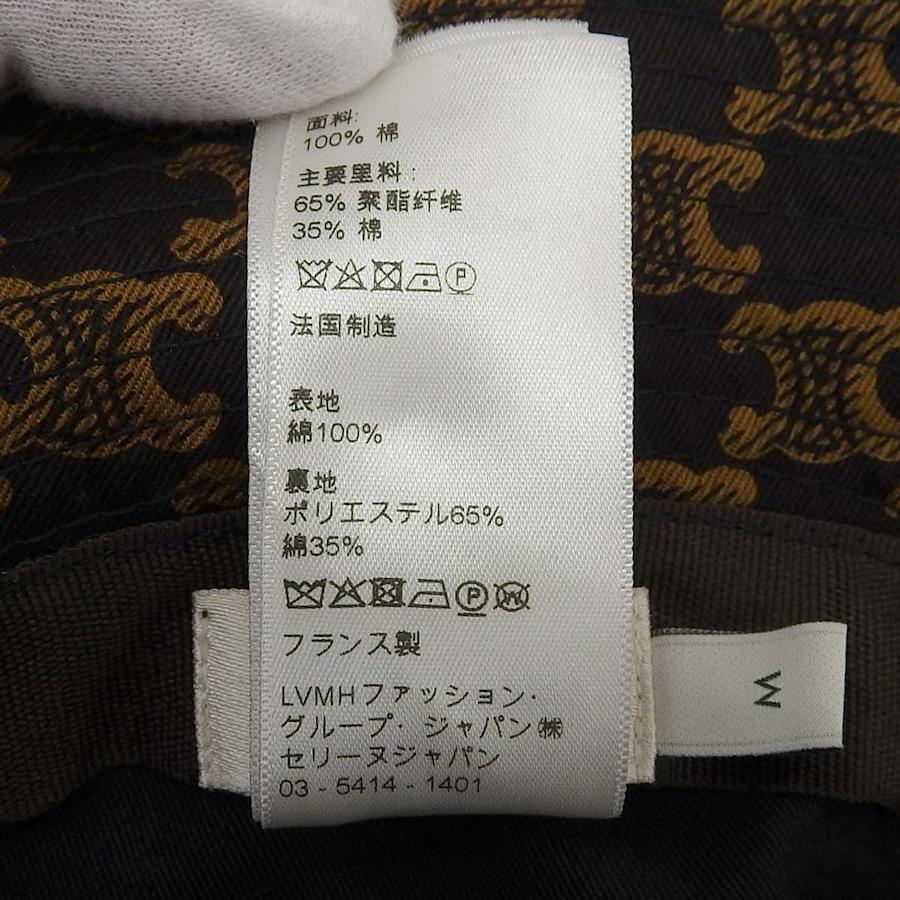 面料:
100% 棉
主要里料:
65% 聚酯纤维
35% 棉
P
法国制造
表地
綿100%
裏地
ポリエステル65%
綿35%
P W
フランス製
LVMHファッション・
グループ・ジャパン㈱
セリーヌジャパン
03 - 5414 - 1401
M